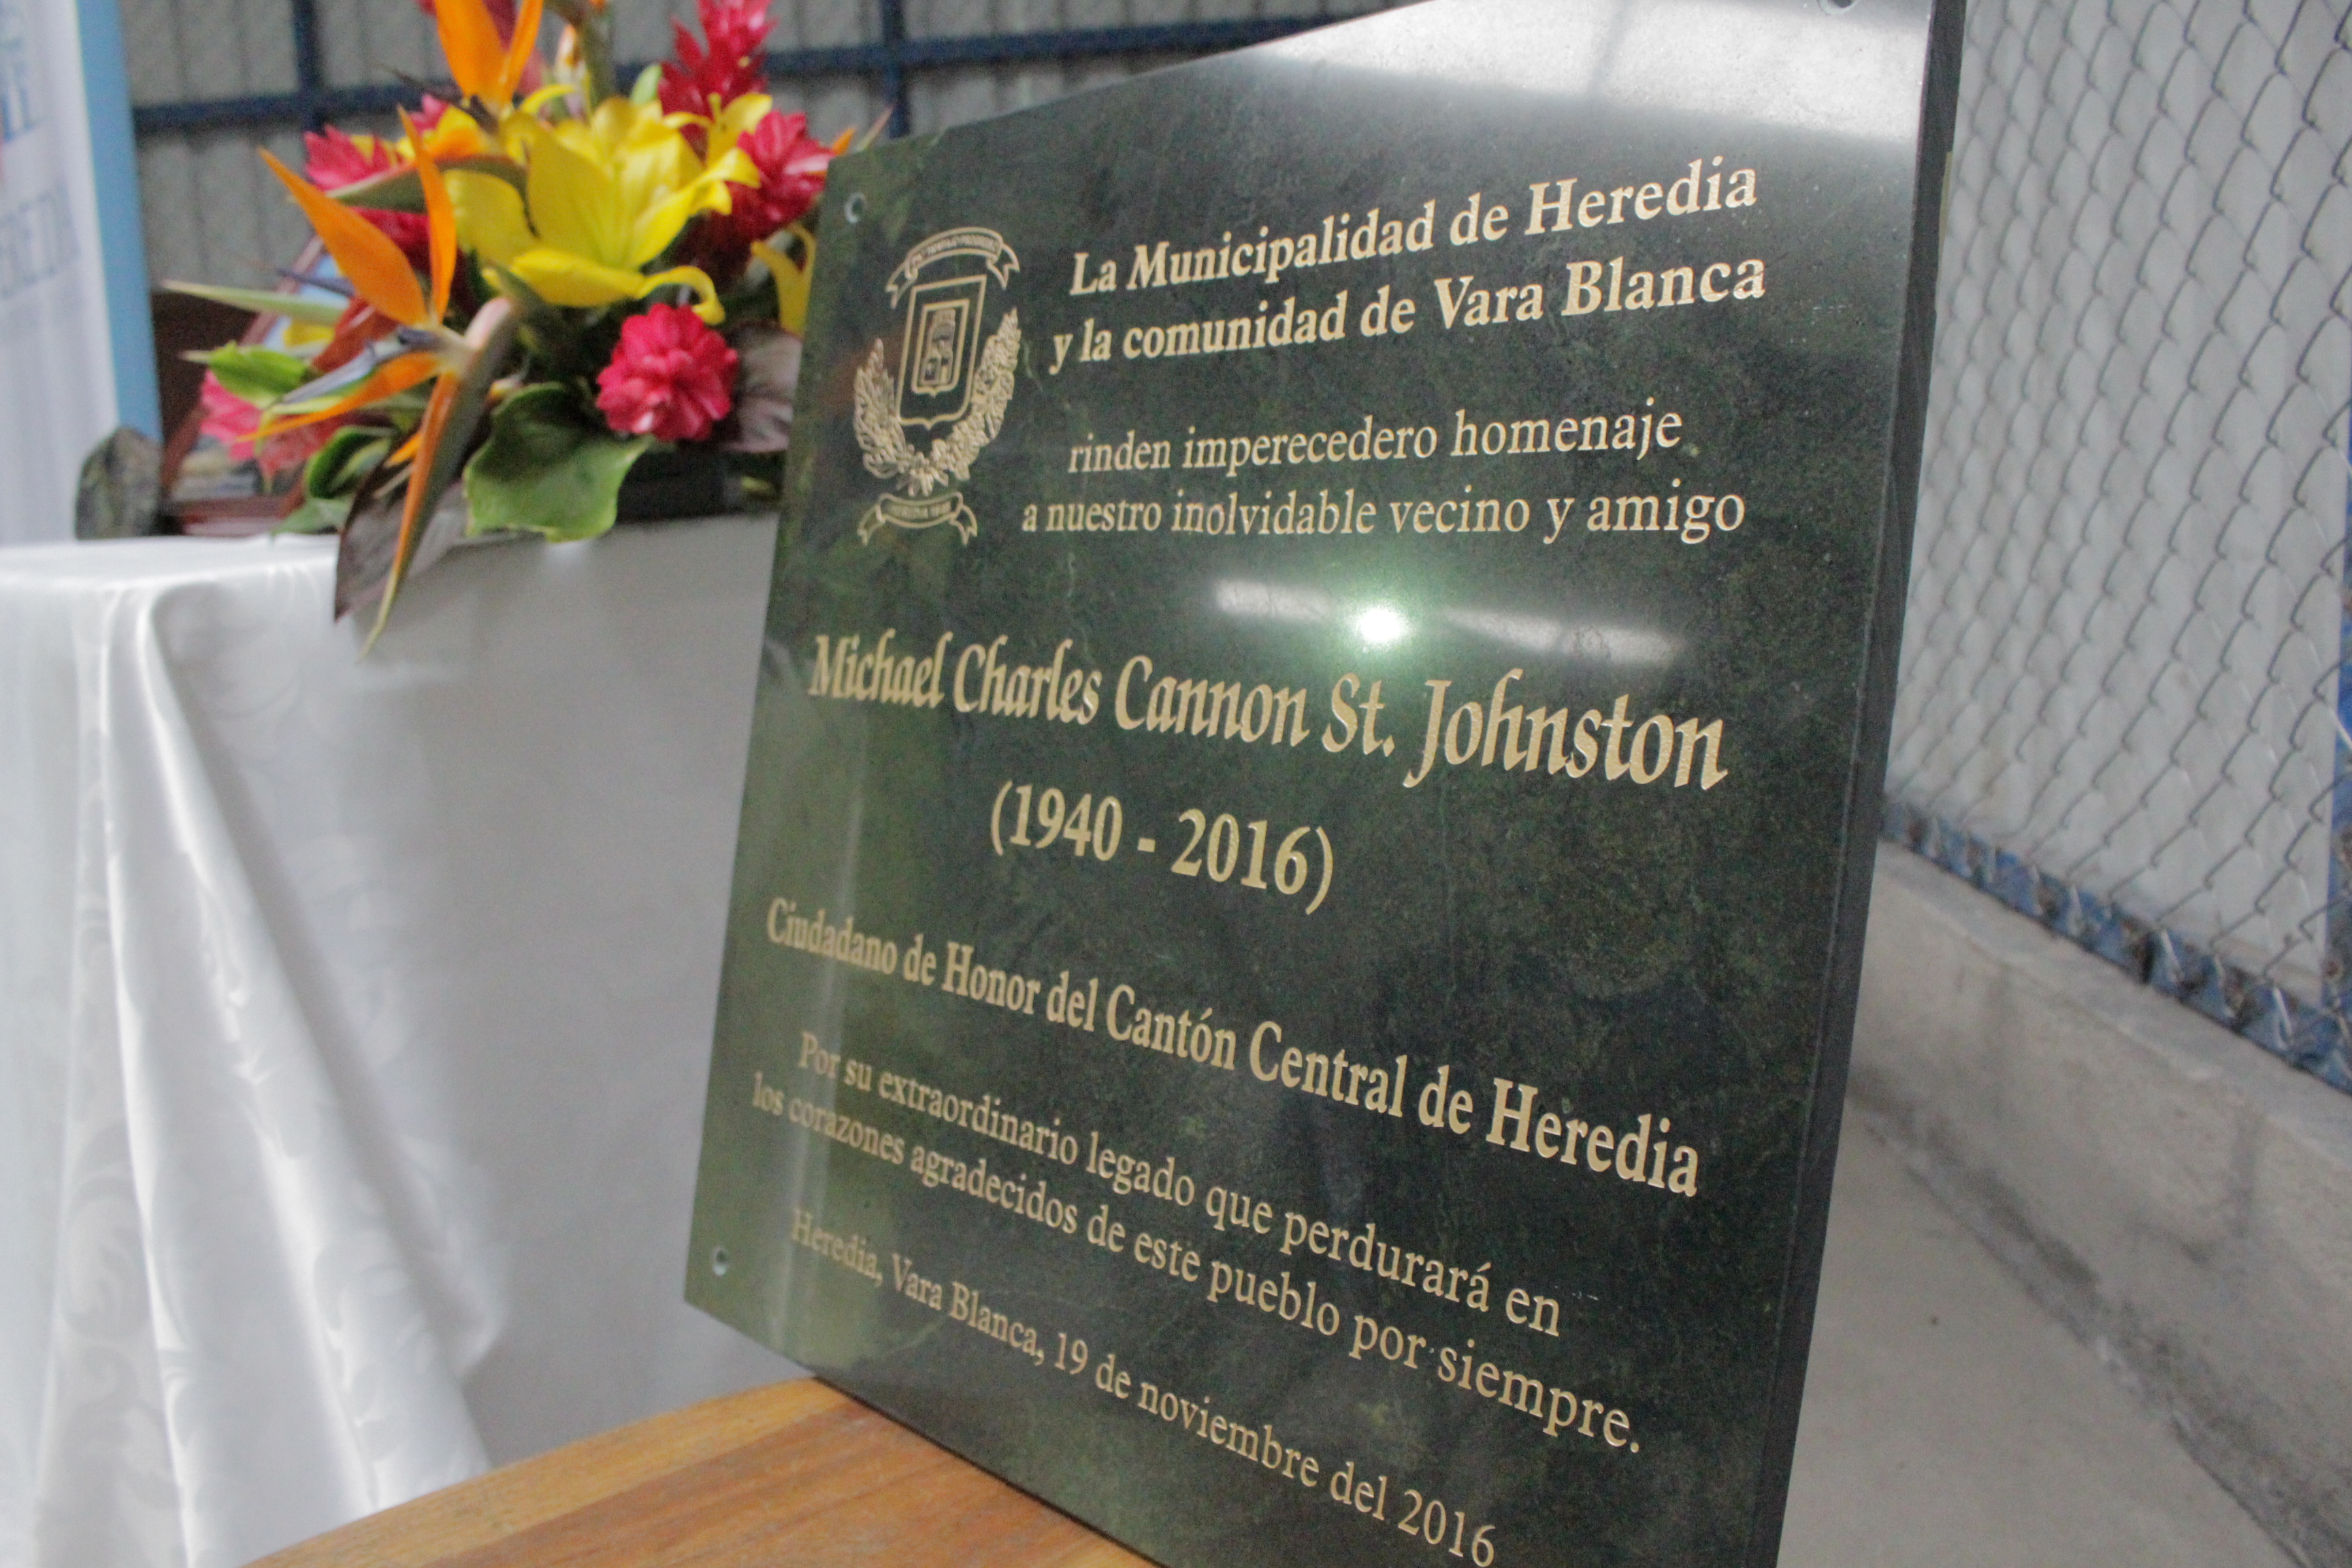 La Municipalidad de Heredia
y la comunidad de Vara Blanca
rinden imperecedero homenaje
a nuestro inolvidable vecino y amigo
Michael Charles Cannon St. Johnston
(1940 - 2016)
Ciudadano de Honor del Cantón Central de Heredia
Por su extraordinario legado que perdurará en
los corazones agradecidos de este pueblo por siempre.
Heredia, Vara Blanca, 19 de noviembre del 2016